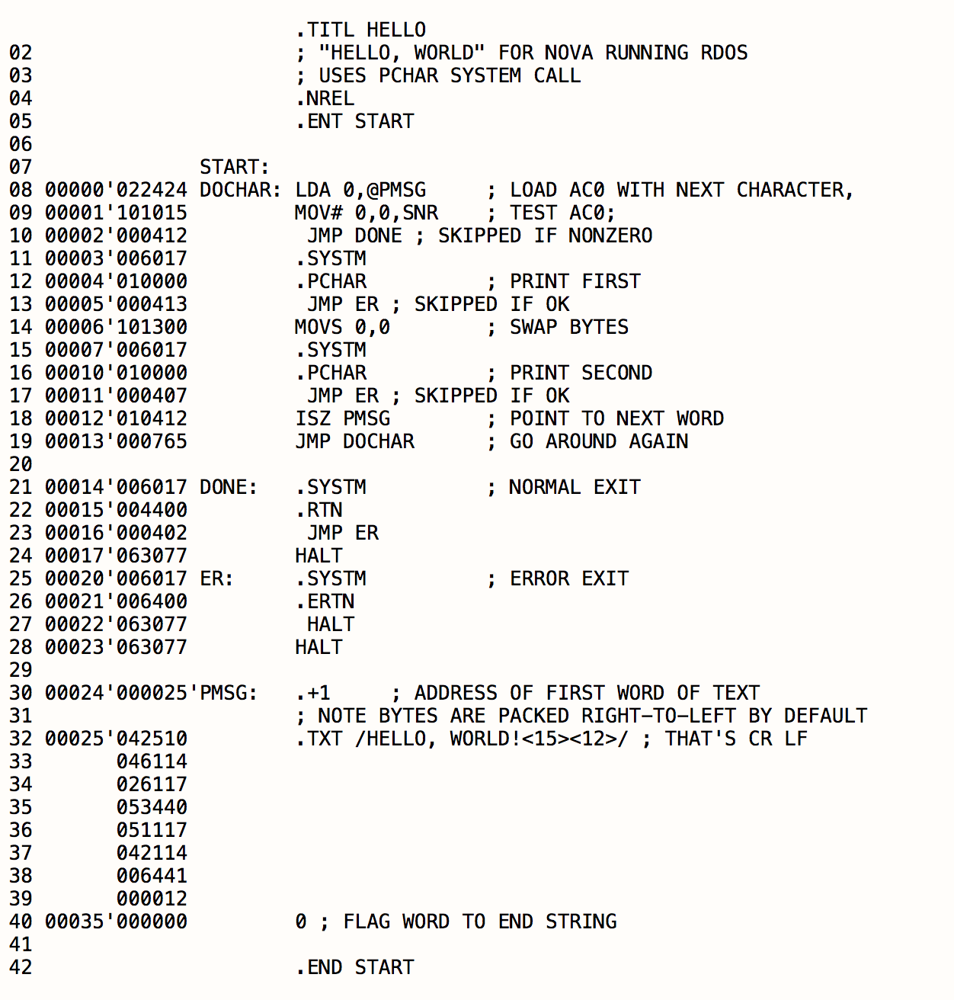 .TITL HELLO
02                      ; "HELLO, WORLD" FOR NOVA RUNNING RDOS
03                      ; USES PCHAR SYSTEM CALL
04                      .NREL
05                      .ENT START
06
07              START:
08 00000'022424 DOCHAR: LDA 0,@PMSG     ; LOAD AC0 WITH NEXT CHARACTER,
09 00001'101015         MOV# 0,0,SNR    ; TEST AC0;
10 00002'000412          JMP DONE ; SKIPPED IF NONZERO
11 00003'006017         .SYSTM
12 00004'010000         .PCHAR          ; PRINT FIRST
13 00005'000413          JMP ER ; SKIPPED IF OK
14 00006'101300         MOVS 0,0        ; SWAP BYTES
15 00007'006017         .SYSTM
16 00010'010000         .PCHAR          ; PRINT SECOND
17 00011'000407          JMP ER ; SKIPPED IF OK
18 00012'010412         ISZ PMSG        ; POINT TO NEXT WORD
19 00013'000765         JMP DOCHAR      ; GO AROUND AGAIN
20
21 00014'006017 DONE:   .SYSTM          ; NORMAL EXIT
22 00015'004400         .RTN
23 00016'000402          JMP ER
24 00017'063077         HALT
25 00020'006017 ER:     .SYSTM          ; ERROR EXIT
26 00021'006400         .ERTN
27 00022'063077          HALT
28 00023'063077         HALT
29
30 00024'000025'PMSG:   .+1     ; ADDRESS OF FIRST WORD OF TEXT
31                      ; NOTE BYTES ARE PACKED RIGHT-TO-LEFT BY DEFAULT
32 00025'042510         .TXT /HELLO, WORLD!<15><12>/ ; THAT'S CR LF
33       046114
34       026117
35       053440
36       051117
37       042114
38       006441
39       000012
40 00035'000000         0 ; FLAG WORD TO END STRING
41
42                      .END START